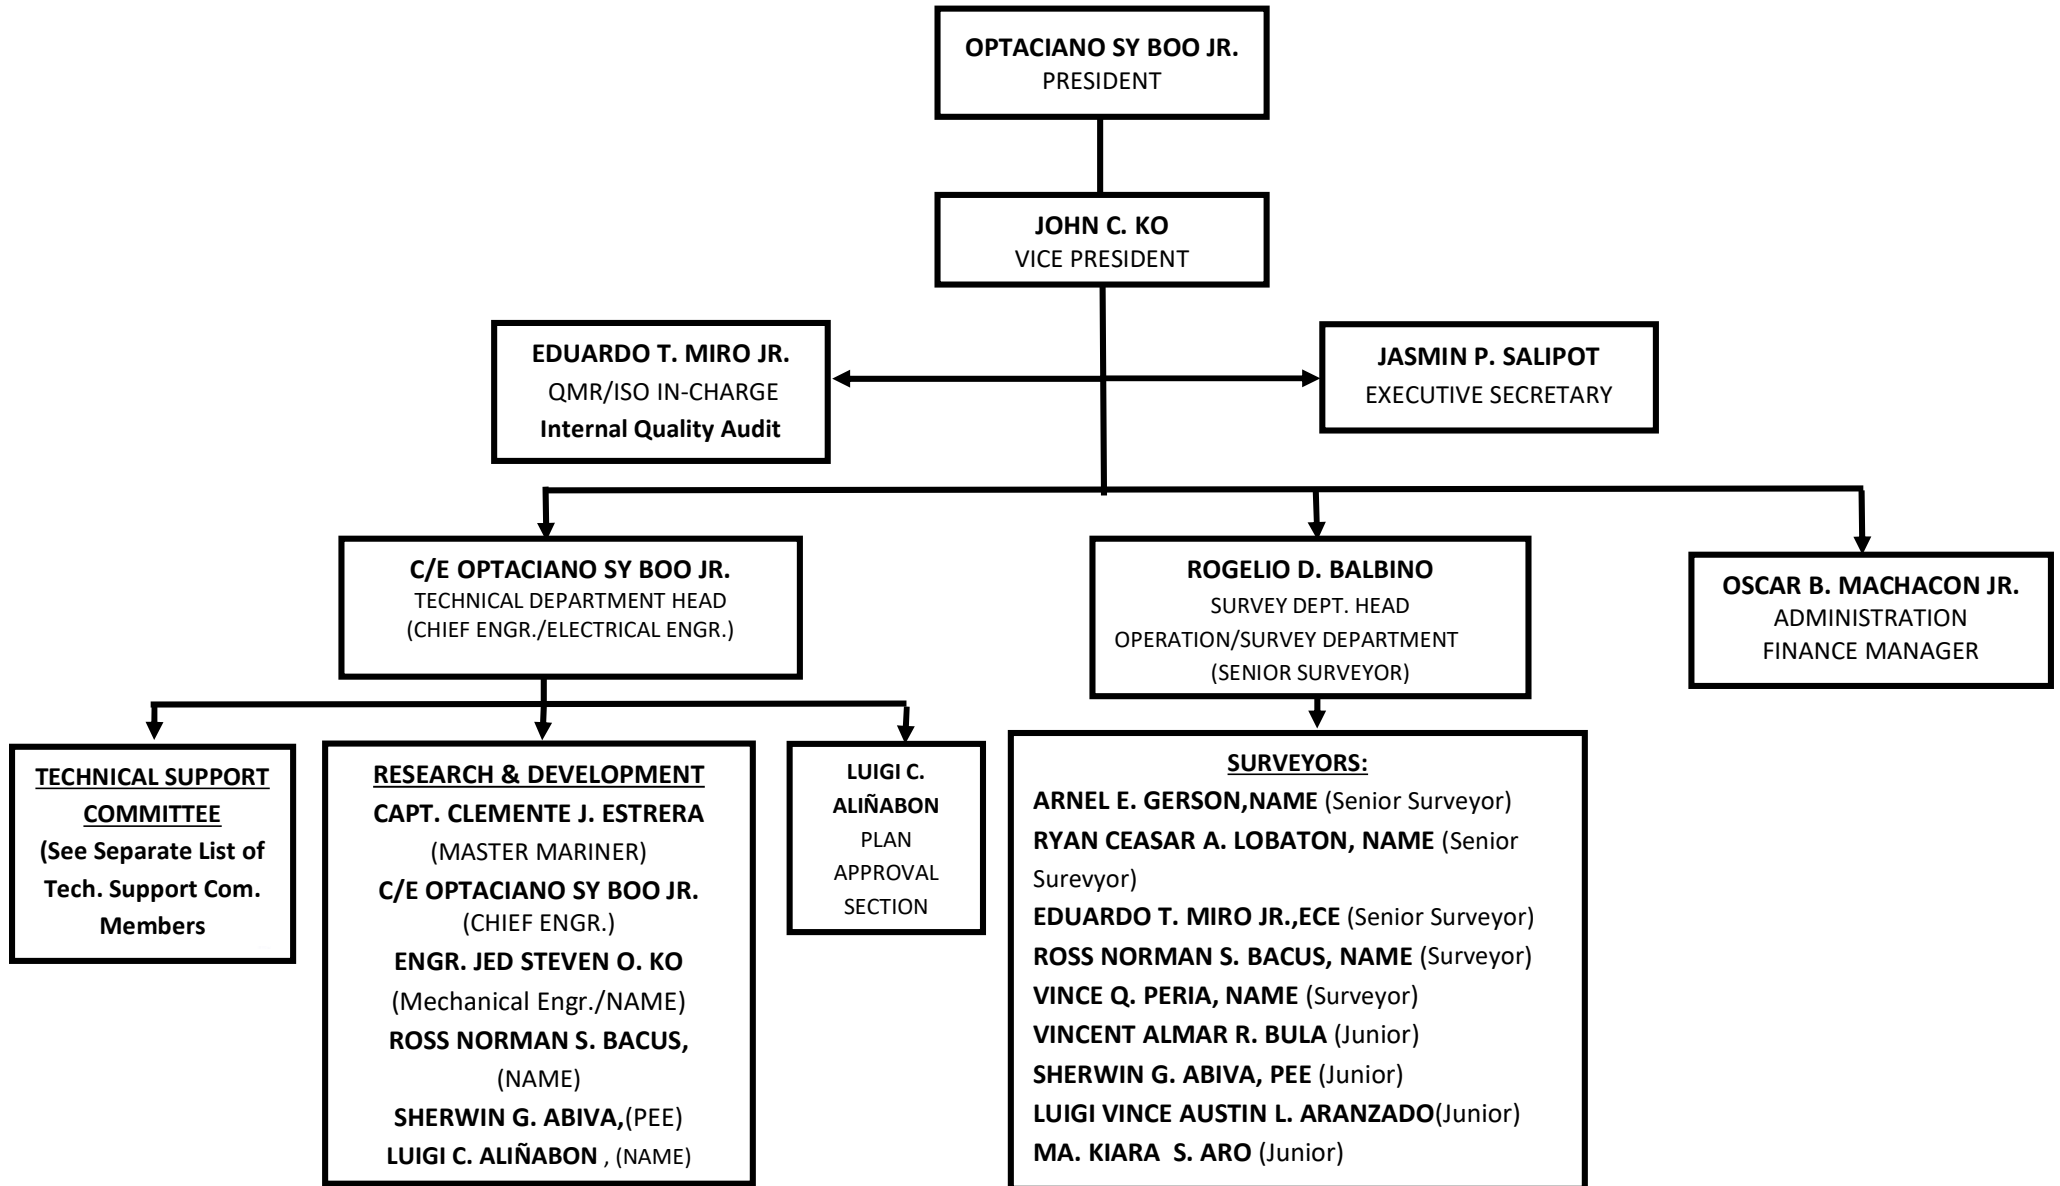 OPTACIANO SY BOO JR.
PRESIDENT
JOHN C. KO
VICE PRESIDENT
EDUARDO T. MIRO JR.
QMR/ISO IN-CHARGE
Internal Quality Audit
JASMIN P. SALIPOT
EXECUTIVE SECRETARY
C/E OPTACIANO SY BOO JR.
TECHNICAL DEPARTMENT HEAD
(CHIEF ENGR./ELECTRICAL ENGR.)
ROGELIO D. BALBINO
SURVEY DEPT. HEAD
OPERATION/SURVEY DEPARTMENT
(SENIOR SURVEYOR)
OSCAR B. MACHACON JR.
ADMINISTRATION
FINANCE MANAGER
TECHNICAL SUPPORT
COMMITTEE
(See Separate List of
Tech. Support Com.
Members
RESEARCH & DEVELOPMENT
CAPT. CLEMENTE J. ESTRERA
(MASTER MARINER)
C/E OPTACIANO SY BOO JR.
(CHIEF ENGR.)
ENGR. JED STEVEN O. KO
(Mechanical Engr./NAME)
ROSS NORMAN S. BACUS,
(NAME)
SHERWIN G. ABIVA,(PEE)
LUIGI C. ALIÑABON , (NAME)
LUIGI C.
ALIÑABON
PLAN
APPROVAL
SECTION
SURVEYORS:
ARNEL E. GERSON,NAME (Senior Surveyor)
RYAN CEASAR A. LOBATON, NAME (Senior
Surevyor)
EDUARDO T. MIRO JR.,ECE (Senior Surveyor)
ROSS NORMAN S. BACUS, NAME (Surveyor)
VINCE Q. PERIA, NAME (Surveyor)
VINCENT ALMAR R. BULA (Junior)
SHERWIN G. ABIVA, PEE (Junior)
LUIGI VINCE AUSTIN L. ARANZADO(Junior)
MA. KIARA  S. ARO (Junior)